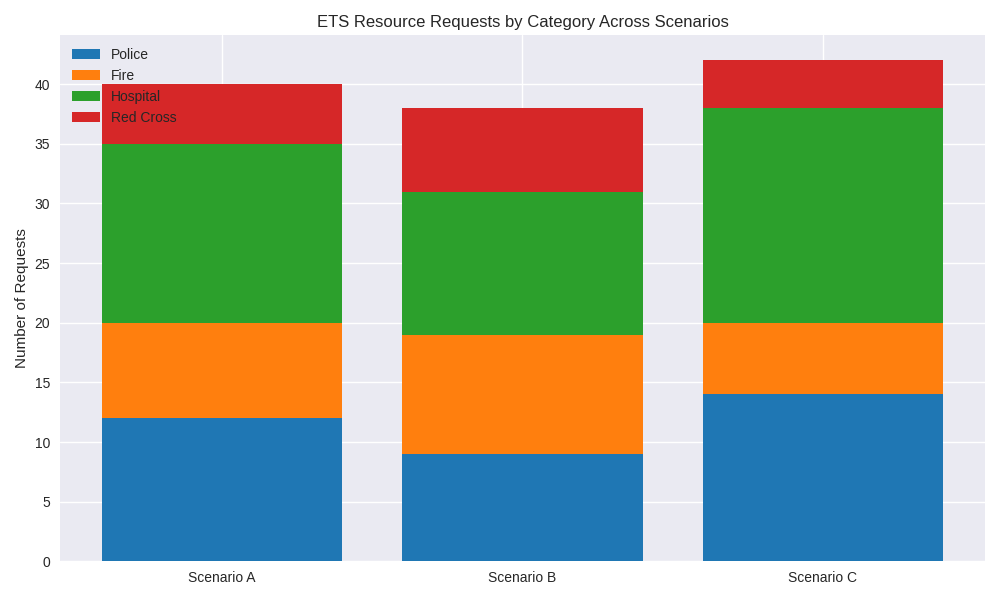 ETS Resource Requests by Category Across Scenarios
Police
Fire
Hospital
Red Cross
Number of Requests
40
35
30
25
20
15
10
5
0
Scenario A
Scenario B
Scenario C